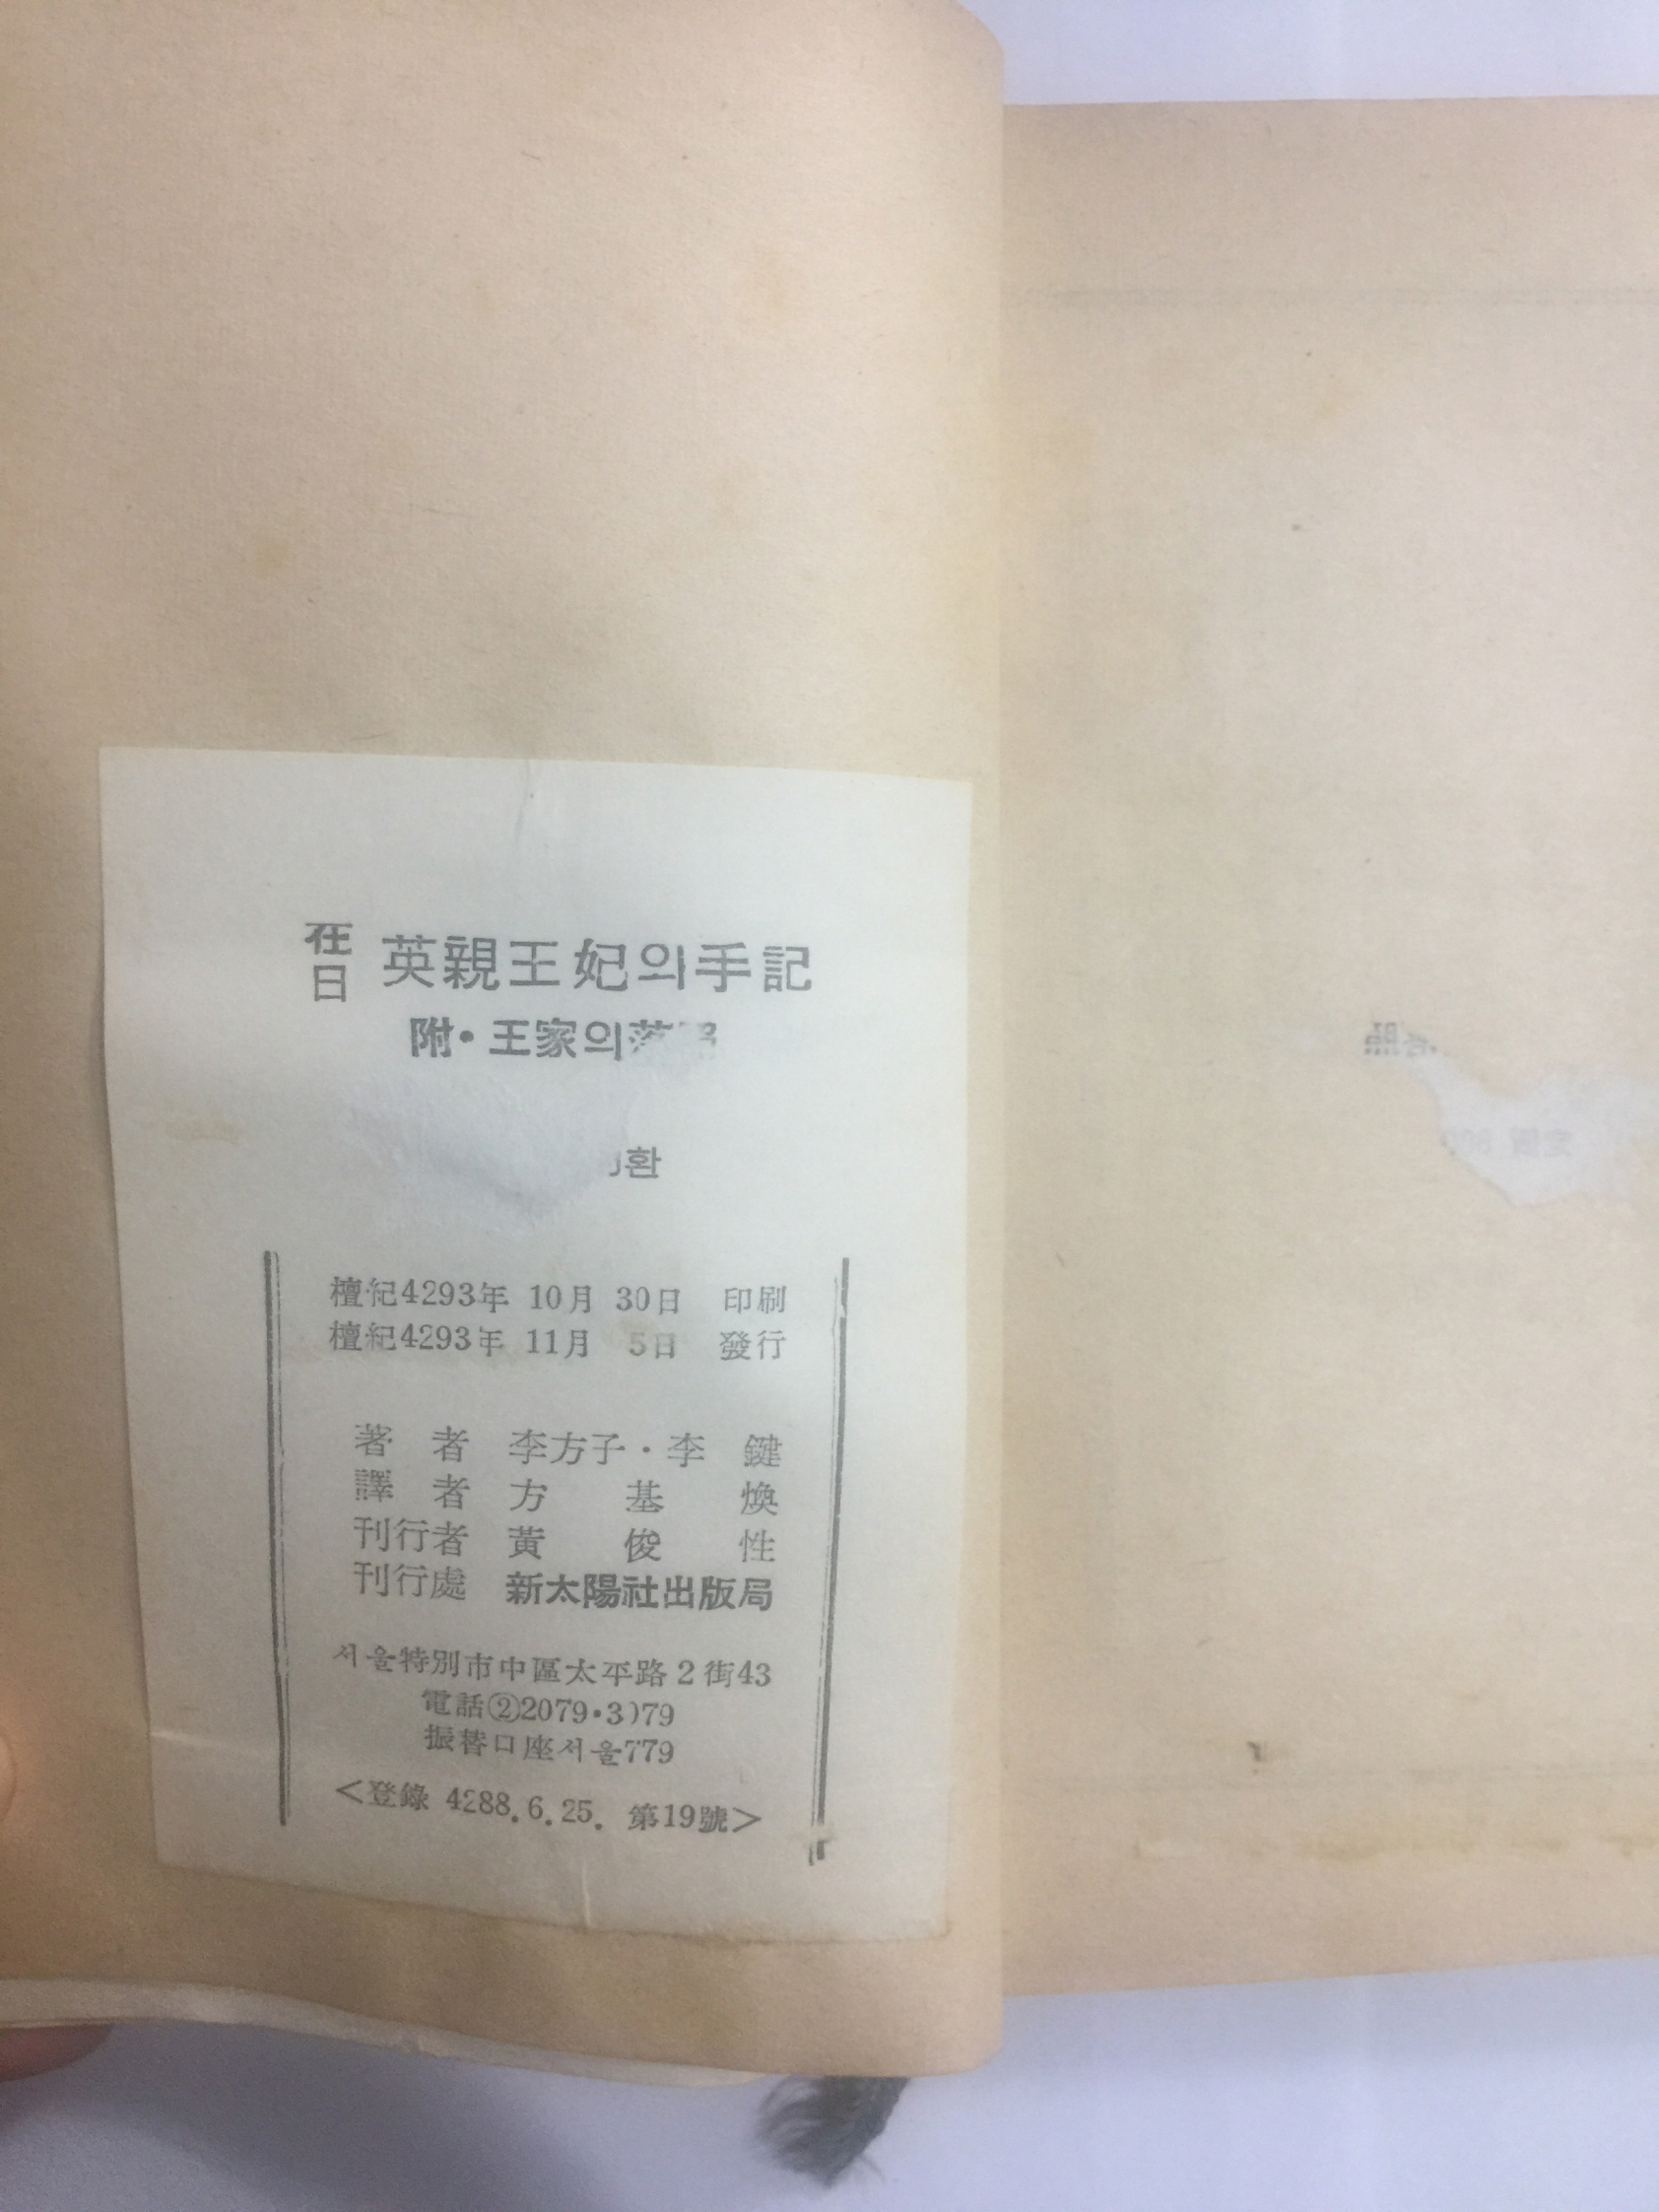 在日 英親王妃의手記
附·王家의落照
환
檀紀4293年 10月 30日 印刷
檀紀4293年 11月 5日 發行
著者 李方子·李鍵
譯者 方基煥
刊行者 黃俊性
刊行處 新太陽社出版局
서울特別市中區太平路2街43
電話②2079·3)79
振替口座서울779
<登錄 4288.6.25. 第19號>